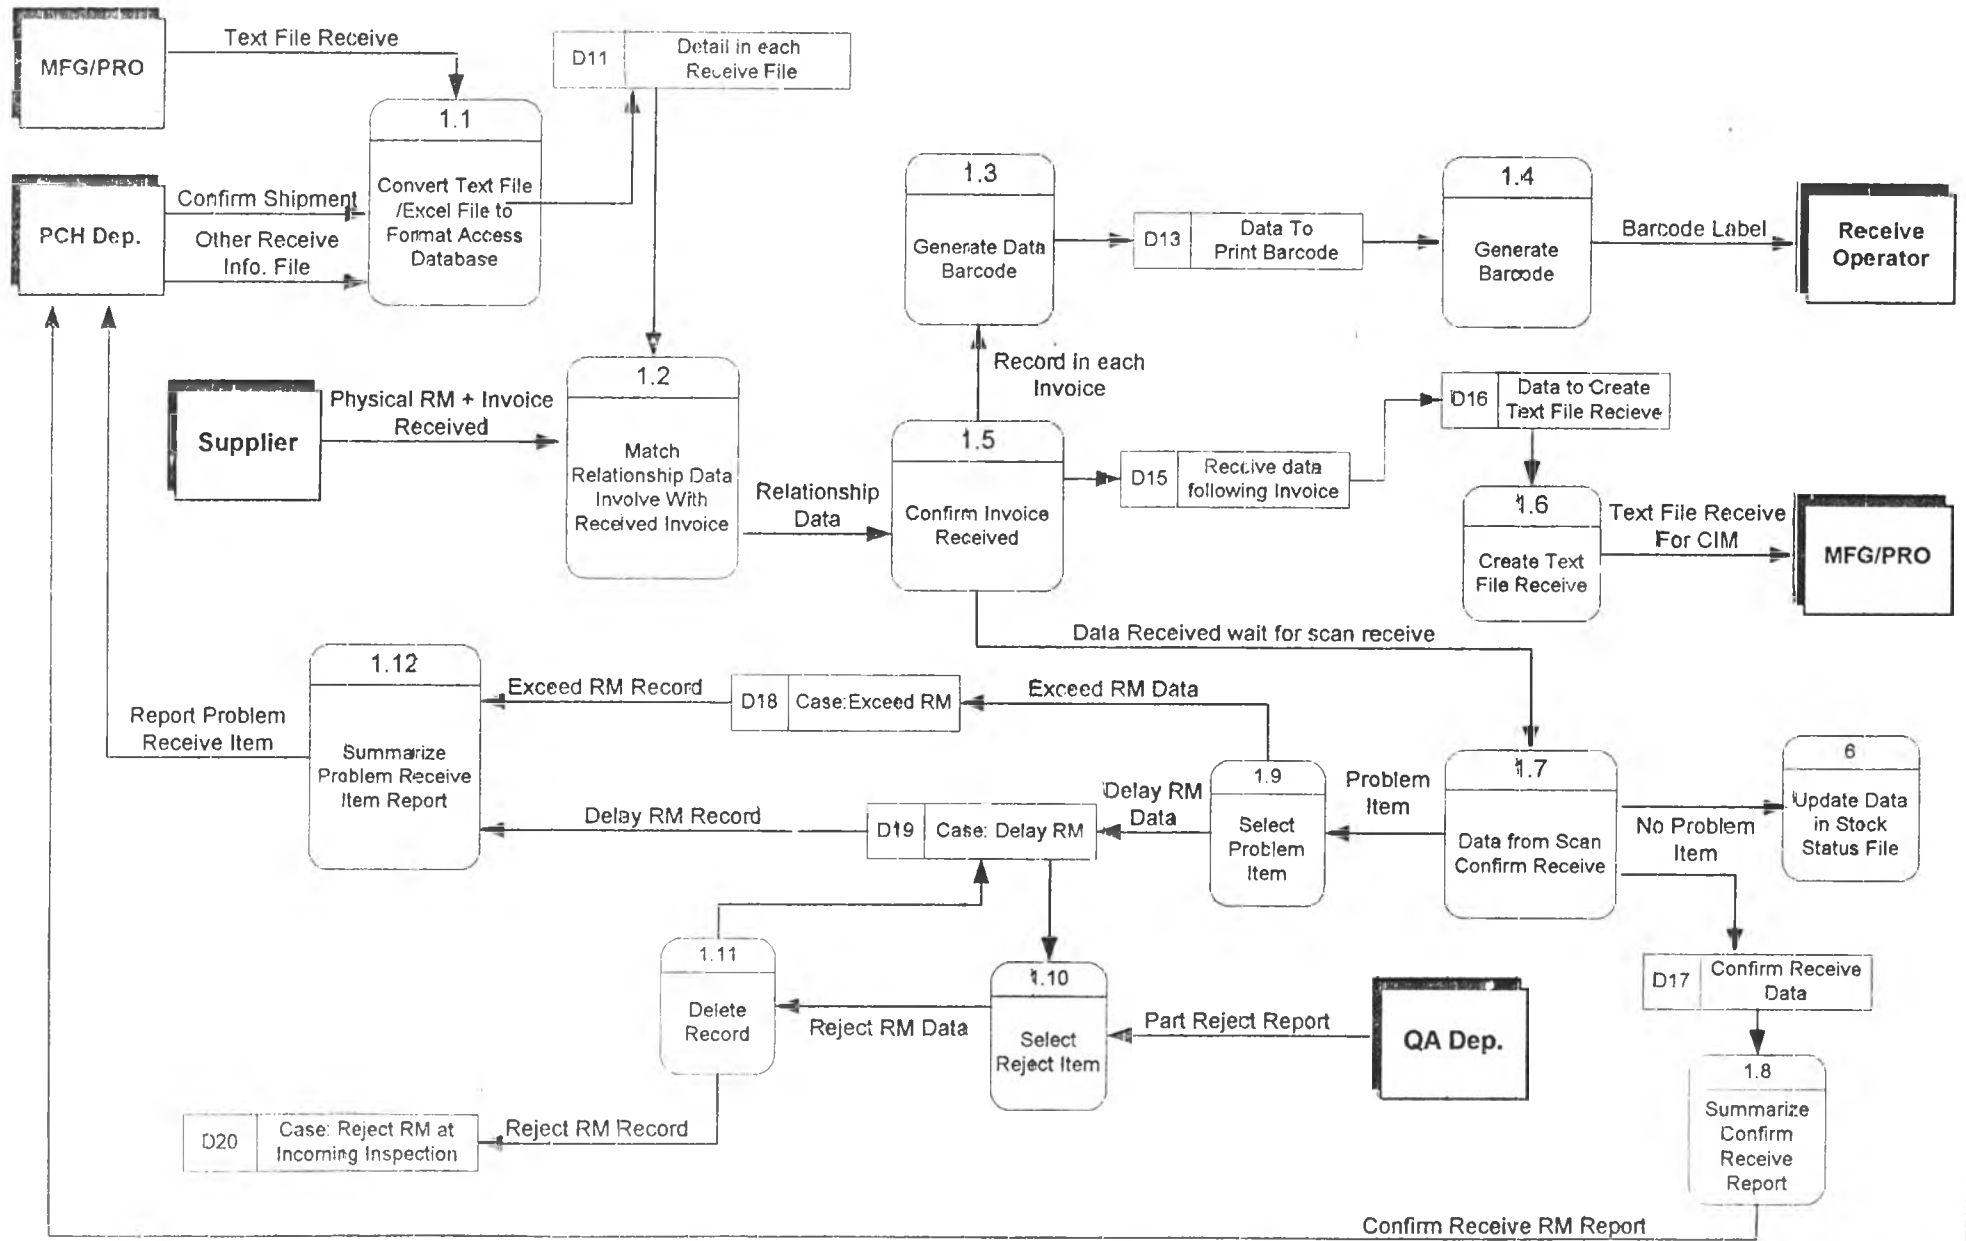 MFG/PRO
Text File Receive
D11
Detail in each
Receive File
1.1
Convert Text File
/Excel File to
Format Access
Database
PCH Dep.
Confirm Shipment
Other Receive
Info. File
1.3
Generate Data
Barcode
D13
Data To
Print Barcode
1.4
Generate
Barcode
Barcode Label
Receive
Operator
Record in each
Invoice
Supplier
Physical RM + Invoice
Received
1.2
Match
Relationship Data
Involve With
Received Invoice
Relationship
Data
1.5
Confirm Invoice
Received
D15
Receive data
following Invoice
D16
Data to Create
Text File Recieve
1.6
Create Text
File Receive
Text File Receive
For CIM
MFG/PRO
Data Received wait for scan receive
1.12
Summarize
Problem Receive
Item Report
Report Problem
Receive Item
Exceed RM Record
D18
Case:Exceed RM
Exceed RM Data
Delay RM Record
D19
Case: Delay RM
Delay RM
Data
1.9
Select
Problem
Item
Problem
Item
1.7
Data from Scan
Confirm Receive
No Problem
Item
6
Update Data
in Stock
Status File
1.11
Delete
Record
Reject RM Data
1.10
Select
Reject Item
Part Reject Report
QA Dep.
D17
Confirm Receive
Data
1.8
Summarize
Confirm
Receive
Report
D20
Case: Reject RM at
Incoming Inspection
Reject RM Record
Confirm Receive RM Report